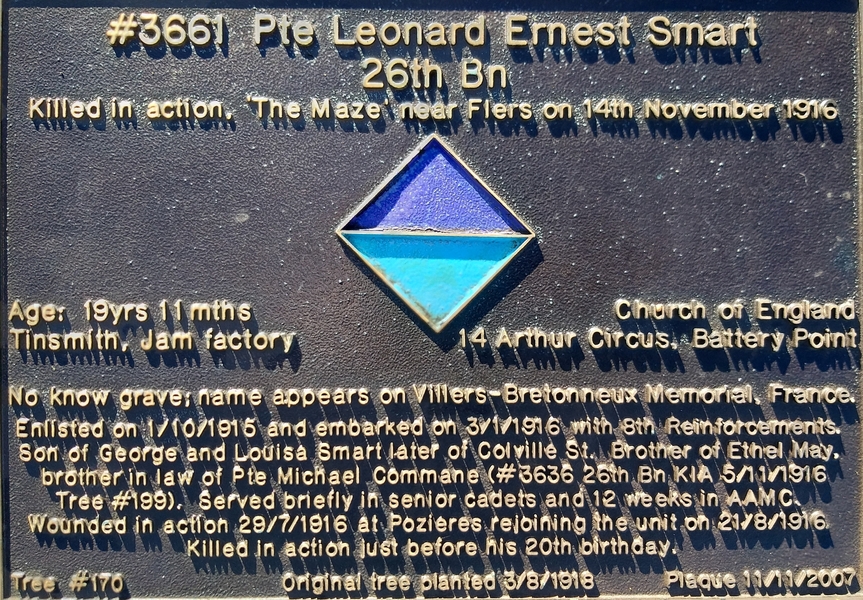 #3661 Pte Leonard Ernest Smart
26th Bn
Killed in action, 'The Maze' near Flers on 14th November 1916
Age: 19yrs 11mths
Church of England
Tinsmith, Jam factory
14 Arthur Circus, Battery Point
No know grave; name appears on Villers-Bretonneux Memorial, France.
Enlisted on 1/10/1915 and embarked on 3/1/1916 with 8th Reinforcements.
Son of George and Louisa Smart later of Colville St. Brother of Ethel May,
brother in law of Pte Michael Commane (#3636 26th Bn KIA 5/11/1916
Tree #199). Served briefly in senior cadets and 12 weeks in AAMC.
Wounded in action 29/7/1916 at Pozieres rejoining the unit on 21/8/1916.
Killed in action just before his 20th birthday.
Tree #170
Original tree planted 3/8/1918
Plaque 11/11/2007